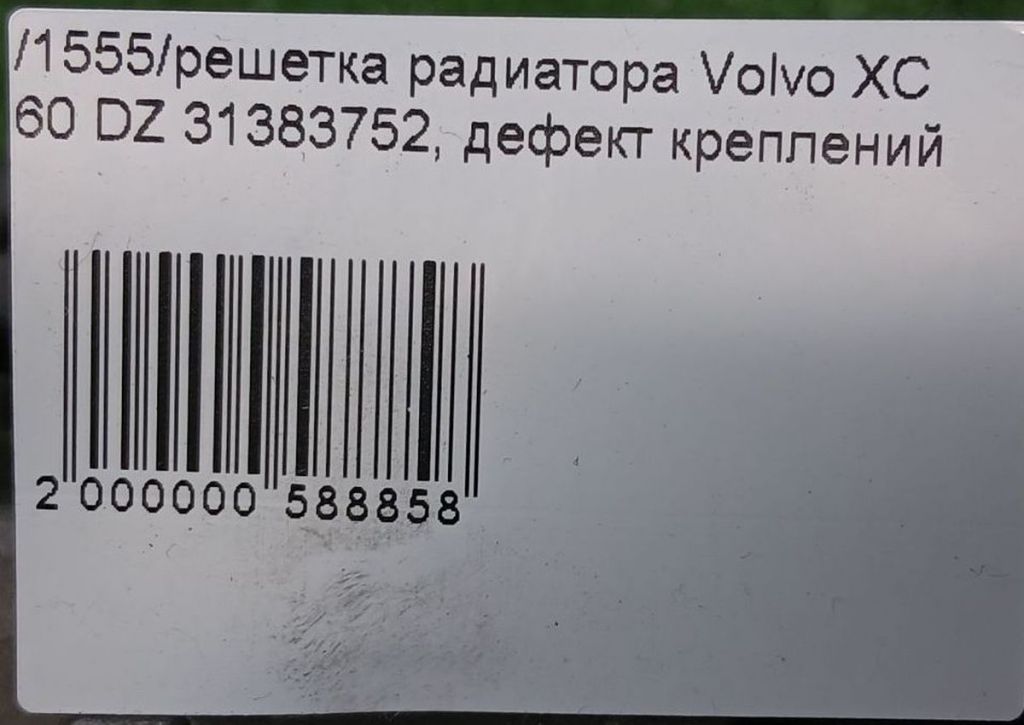 /1555/решетка радиатора Volvo XC
60 DZ 31383752, дефект креплений
2 000000 588858